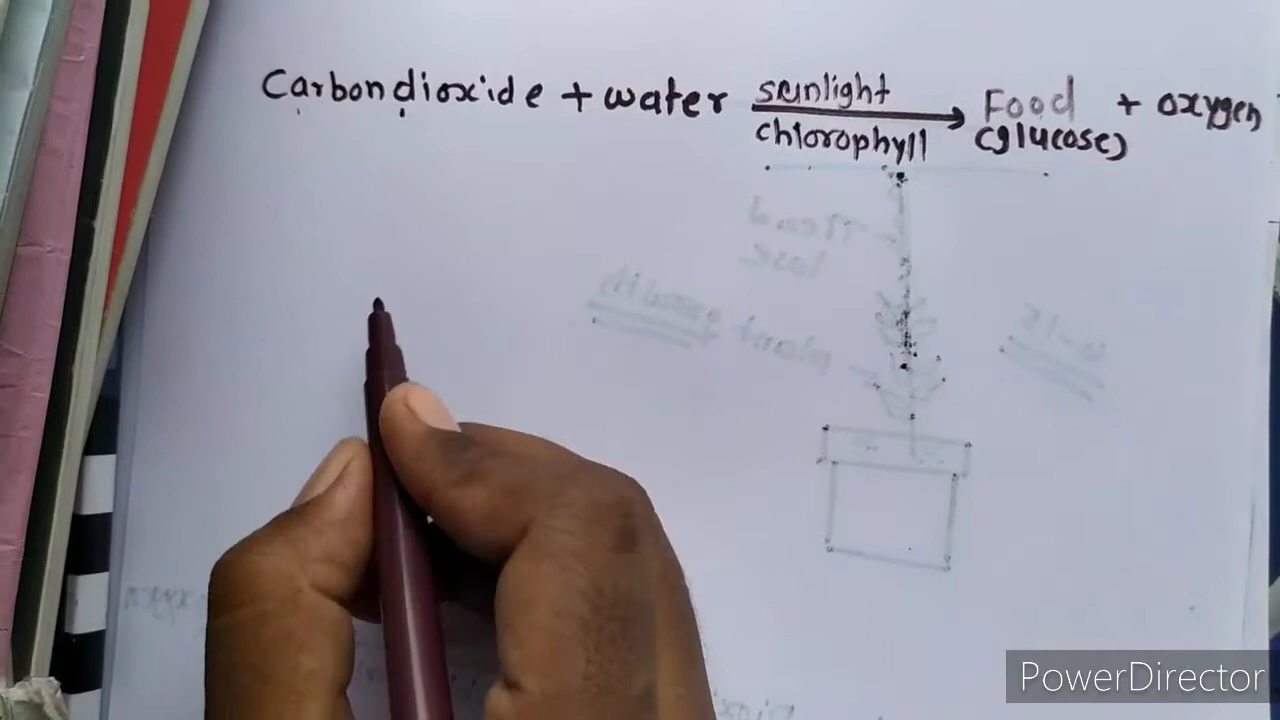 Carbondioxide + water sunlight Food + oxygen
chlorophyll (glucose)
PowerDirector